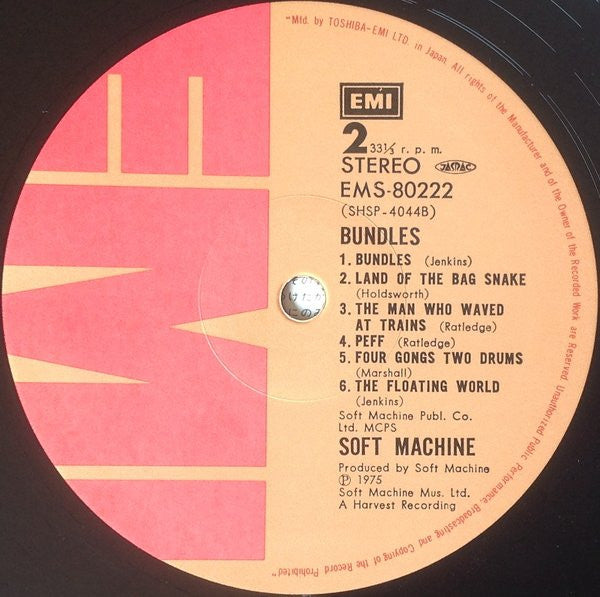 "Mfd. by TOSHIBA-EMI LTD. in Japan. All rights of the Manufacturer and of the Owner of the Recorded Work are Reserved. Unauthorized Public Performance, Broadcasting and Copying of the Record Prohibited"
EMI
EMI
2 33⅓ r. p. m.
STEREO JASRAC
EMS-80222
(SHSP-4044B)
BUNDLES
1. BUNDLES (Jenkins)
2. LAND OF THE BAG SNAKE
(Holdsworth)
3. THE MAN WHO WAVED
AT TRAINS (Ratledge)
4. PEFF (Ratledge)
5. FOUR GONGS TWO DRUMS
(Marshall)
6. THE FLOATING WORLD
(Jenkins)
Soft Machine Publ. Co.
Ltd. MCPS
SOFT MACHINE
Produced by Soft Machine
Ⓟ 1975
Soft Machine Mus. Ltd.
A Harvest Recording